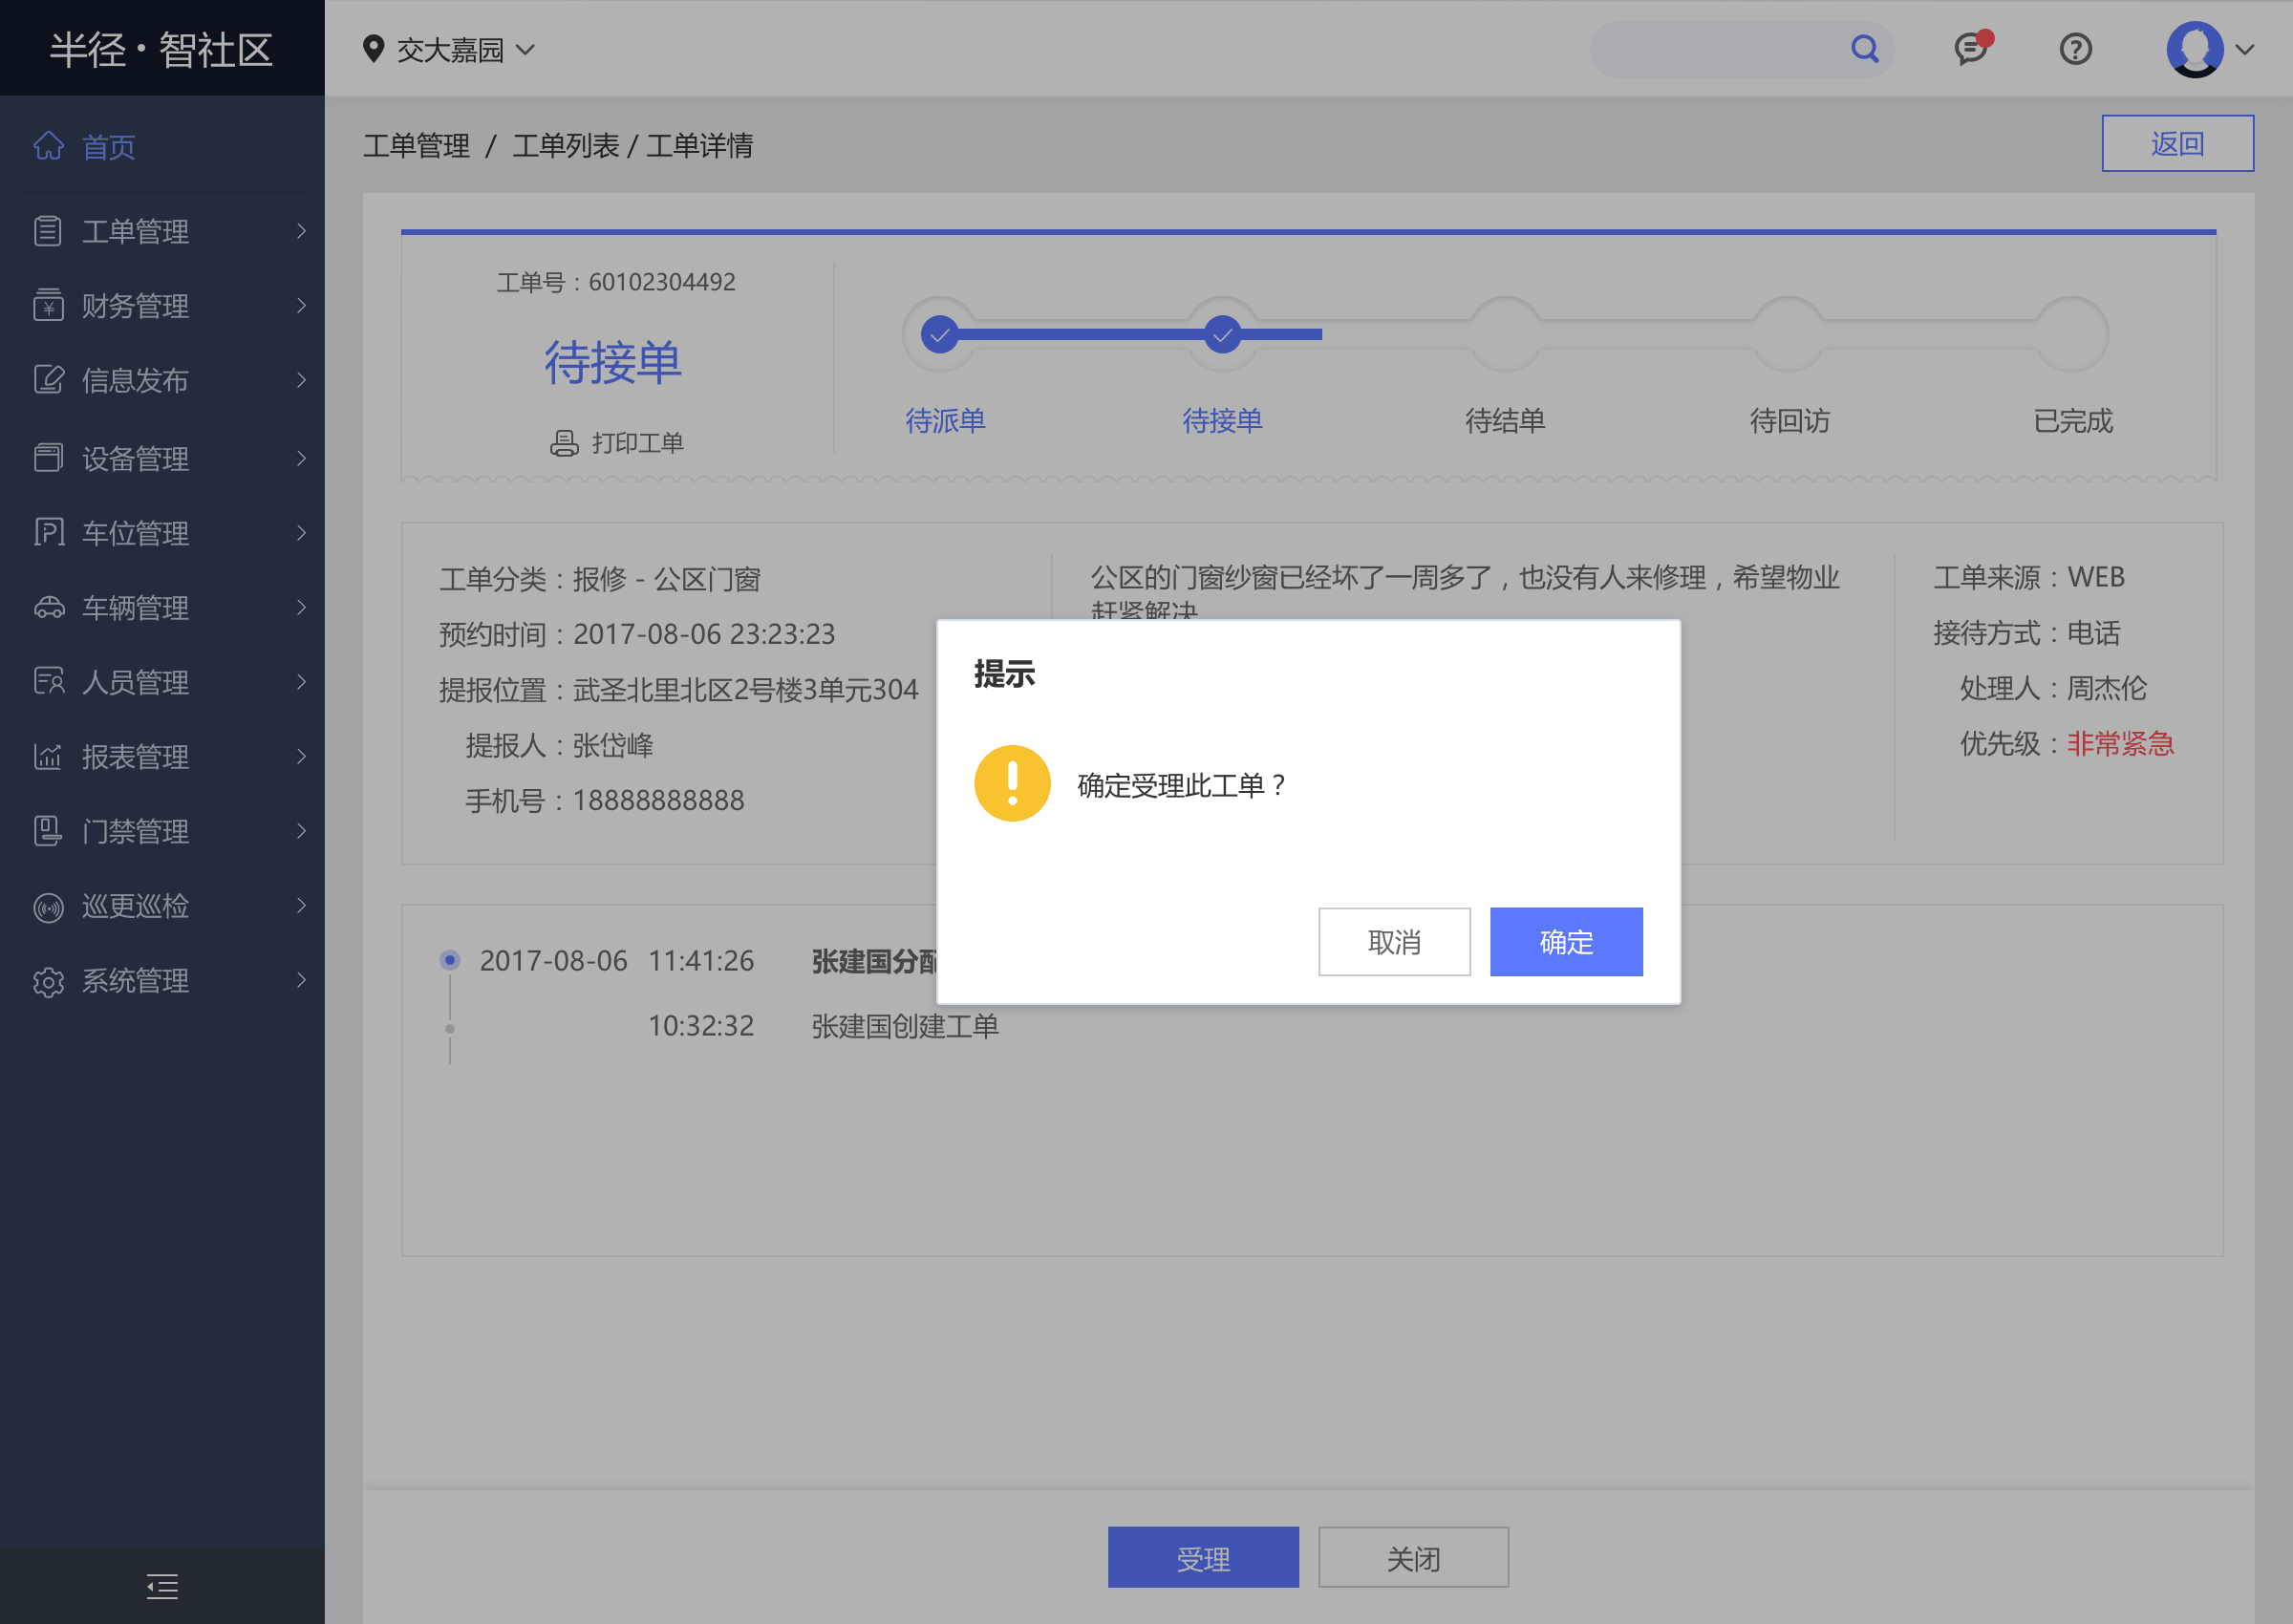 半径·智社区
交大嘉园
首页
工单管理
财务管理
信息发布
设备管理
车位管理
车辆管理
人员管理
报表管理
门禁管理
巡更巡检
系统管理
工单管理 / 工单列表 / 工单详情
返回
工单号：60102304492
待接单
打印工单
待派单
待接单
待结单
待回访
已完成
工单分类：报修 - 公区门窗
预约时间：2017-08-06 23:23:23
提报位置：武圣北里北区2号楼3单元304
提报人：张岱峰
手机号：18888888888
公区的门窗纱窗已经坏了一周多了，也没有人来修理，希望物业
赶紧解决
工单来源：WEB
接待方式：电话
处理人：周杰伦
优先级：非常紧急
提示
确定受理此工单？
取消
确定
2017-08-06 11:41:26 张建国分配
10:32:32 张建国创建工单
受理
关闭